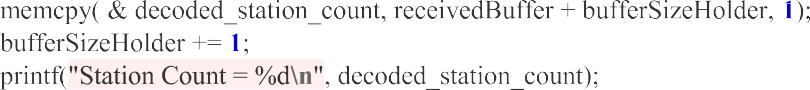 memcpy( & decoded_station_count, receivedBuffer + bufferSizeHolder, 1);
bufferSizeHolder += 1;
printf("Station Count = %d\n", decoded_station_count);